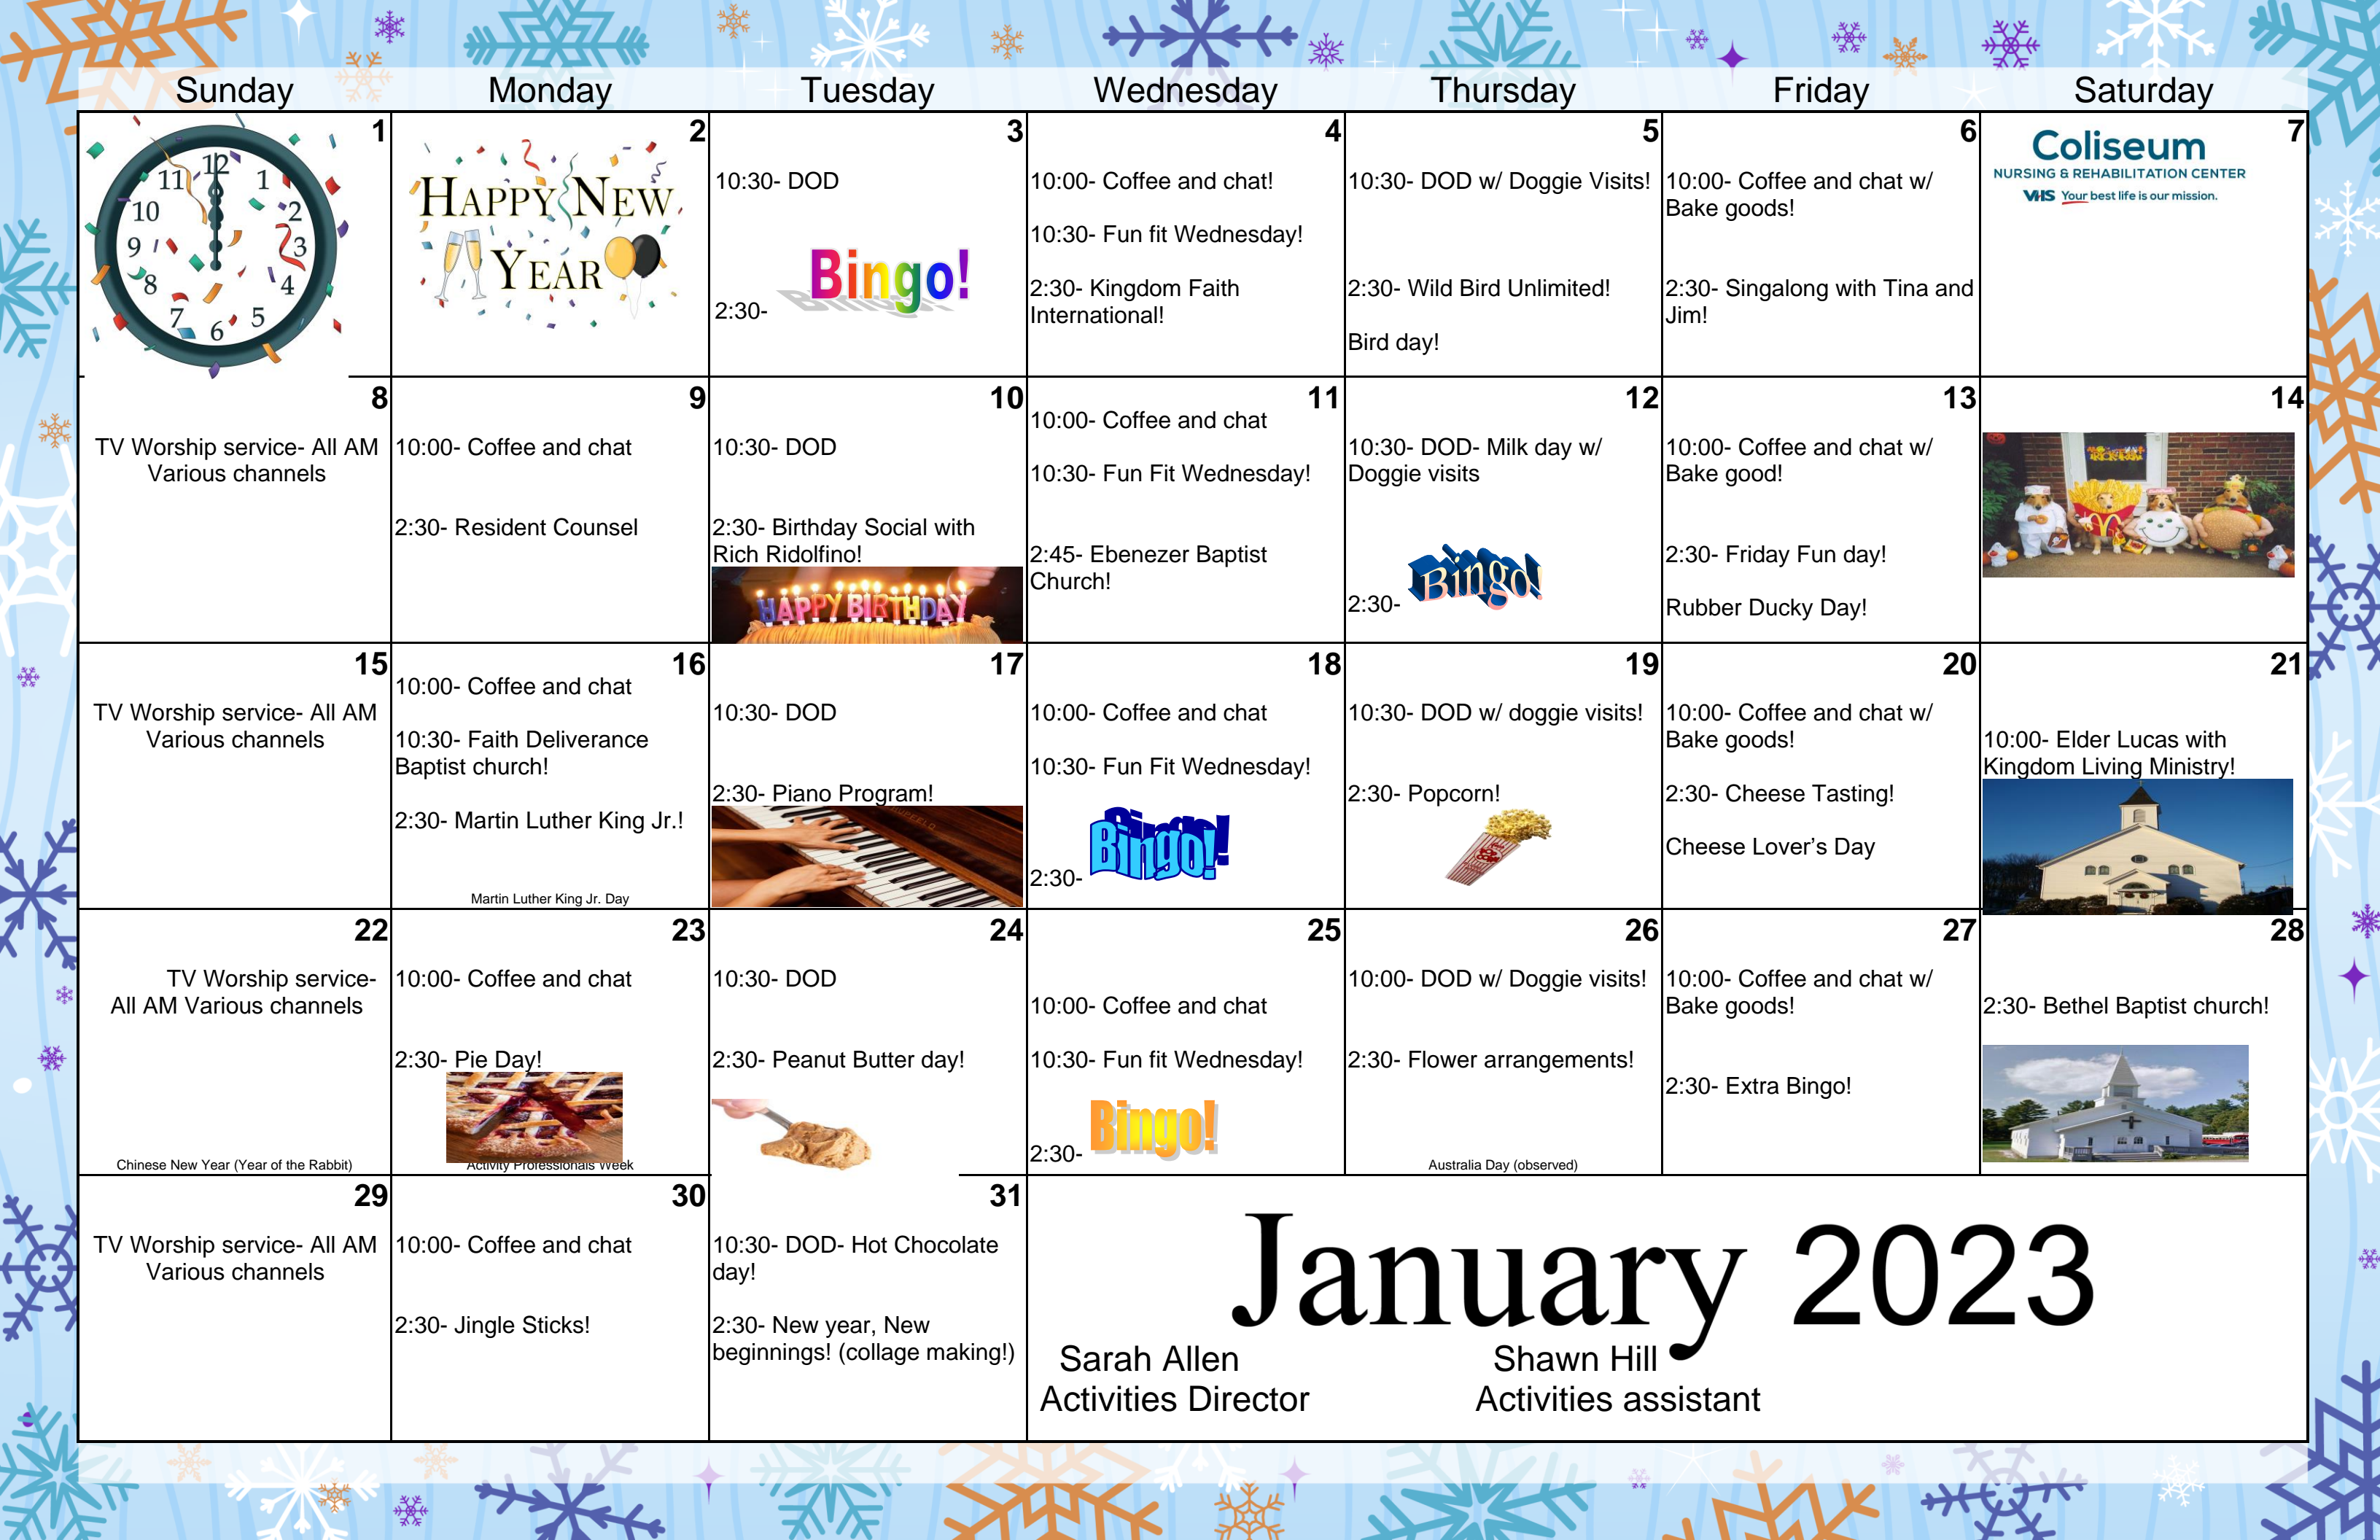 Sunday Monday Tuesday Wednesday Thursday Friday Saturday
1
12
1
2
3
4
5
6
7
8
9
10
11
2
HAPPY NEW
YEAR
3
10:30- DOD
2:30- Bingo!
4
10:00- Coffee and chat!
10:30- Fun fit Wednesday!
2:30- Kingdom Faith
International!
5
10:30- DOD w/ Doggie Visits!
2:30- Wild Bird Unlimited!
Bird day!
6
10:00- Coffee and chat w/
Bake goods!
2:30- Singalong with Tina and
Jim!
7
Coliseum
NURSING & REHABILITATION CENTER
VHS Your best life is our mission.
8
TV Worship service- All AM
Various channels
9
10:00- Coffee and chat
2:30- Resident Counsel
10
10:30- DOD
2:30- Birthday Social with
Rich Ridolfino!
HAPPY BIRTHDAY
11
10:00- Coffee and chat
10:30- Fun Fit Wednesday!
2:45- Ebenezer Baptist
Church!
12
10:30- DOD- Milk day w/
Doggie visits
2:30- Bingo!
13
10:00- Coffee and chat w/
Bake good!
2:30- Friday Fun day!
Rubber Ducky Day!
14
15
TV Worship service- All AM
Various channels
16
10:00- Coffee and chat
10:30- Faith Deliverance
Baptist church!
2:30- Martin Luther King Jr.!
Martin Luther King Jr. Day
17
10:30- DOD
2:30- Piano Program!
18
10:00- Coffee and chat
10:30- Fun Fit Wednesday!
2:30- Bingo!
19
10:30- DOD w/ doggie visits!
2:30- Popcorn!
20
10:00- Coffee and chat w/
Bake goods!
2:30- Cheese Tasting!
Cheese Lover’s Day
21
10:00- Elder Lucas with
Kingdom Living Ministry!
22
TV Worship service-
All AM Various channels
Chinese New Year (Year of the Rabbit)
23
10:00- Coffee and chat
2:30- Pie Day!
Activity Professionals Week
24
10:30- DOD
2:30- Peanut Butter day!
25
10:00- Coffee and chat
10:30- Fun fit Wednesday!
2:30- Bingo!
26
10:00- DOD w/ Doggie visits!
2:30- Flower arrangements!
Australia Day (observed)
27
10:00- Coffee and chat w/
Bake goods!
2:30- Extra Bingo!
28
2:30- Bethel Baptist church!
29
TV Worship service- All AM
Various channels
30
10:00- Coffee and chat
2:30- Jingle Sticks!
31
10:30- DOD- Hot Chocolate
day!
2:30- New year, New
beginnings! (collage making!)
January 2023
Sarah Allen
Activities Director
Shawn Hill
Activities assistant